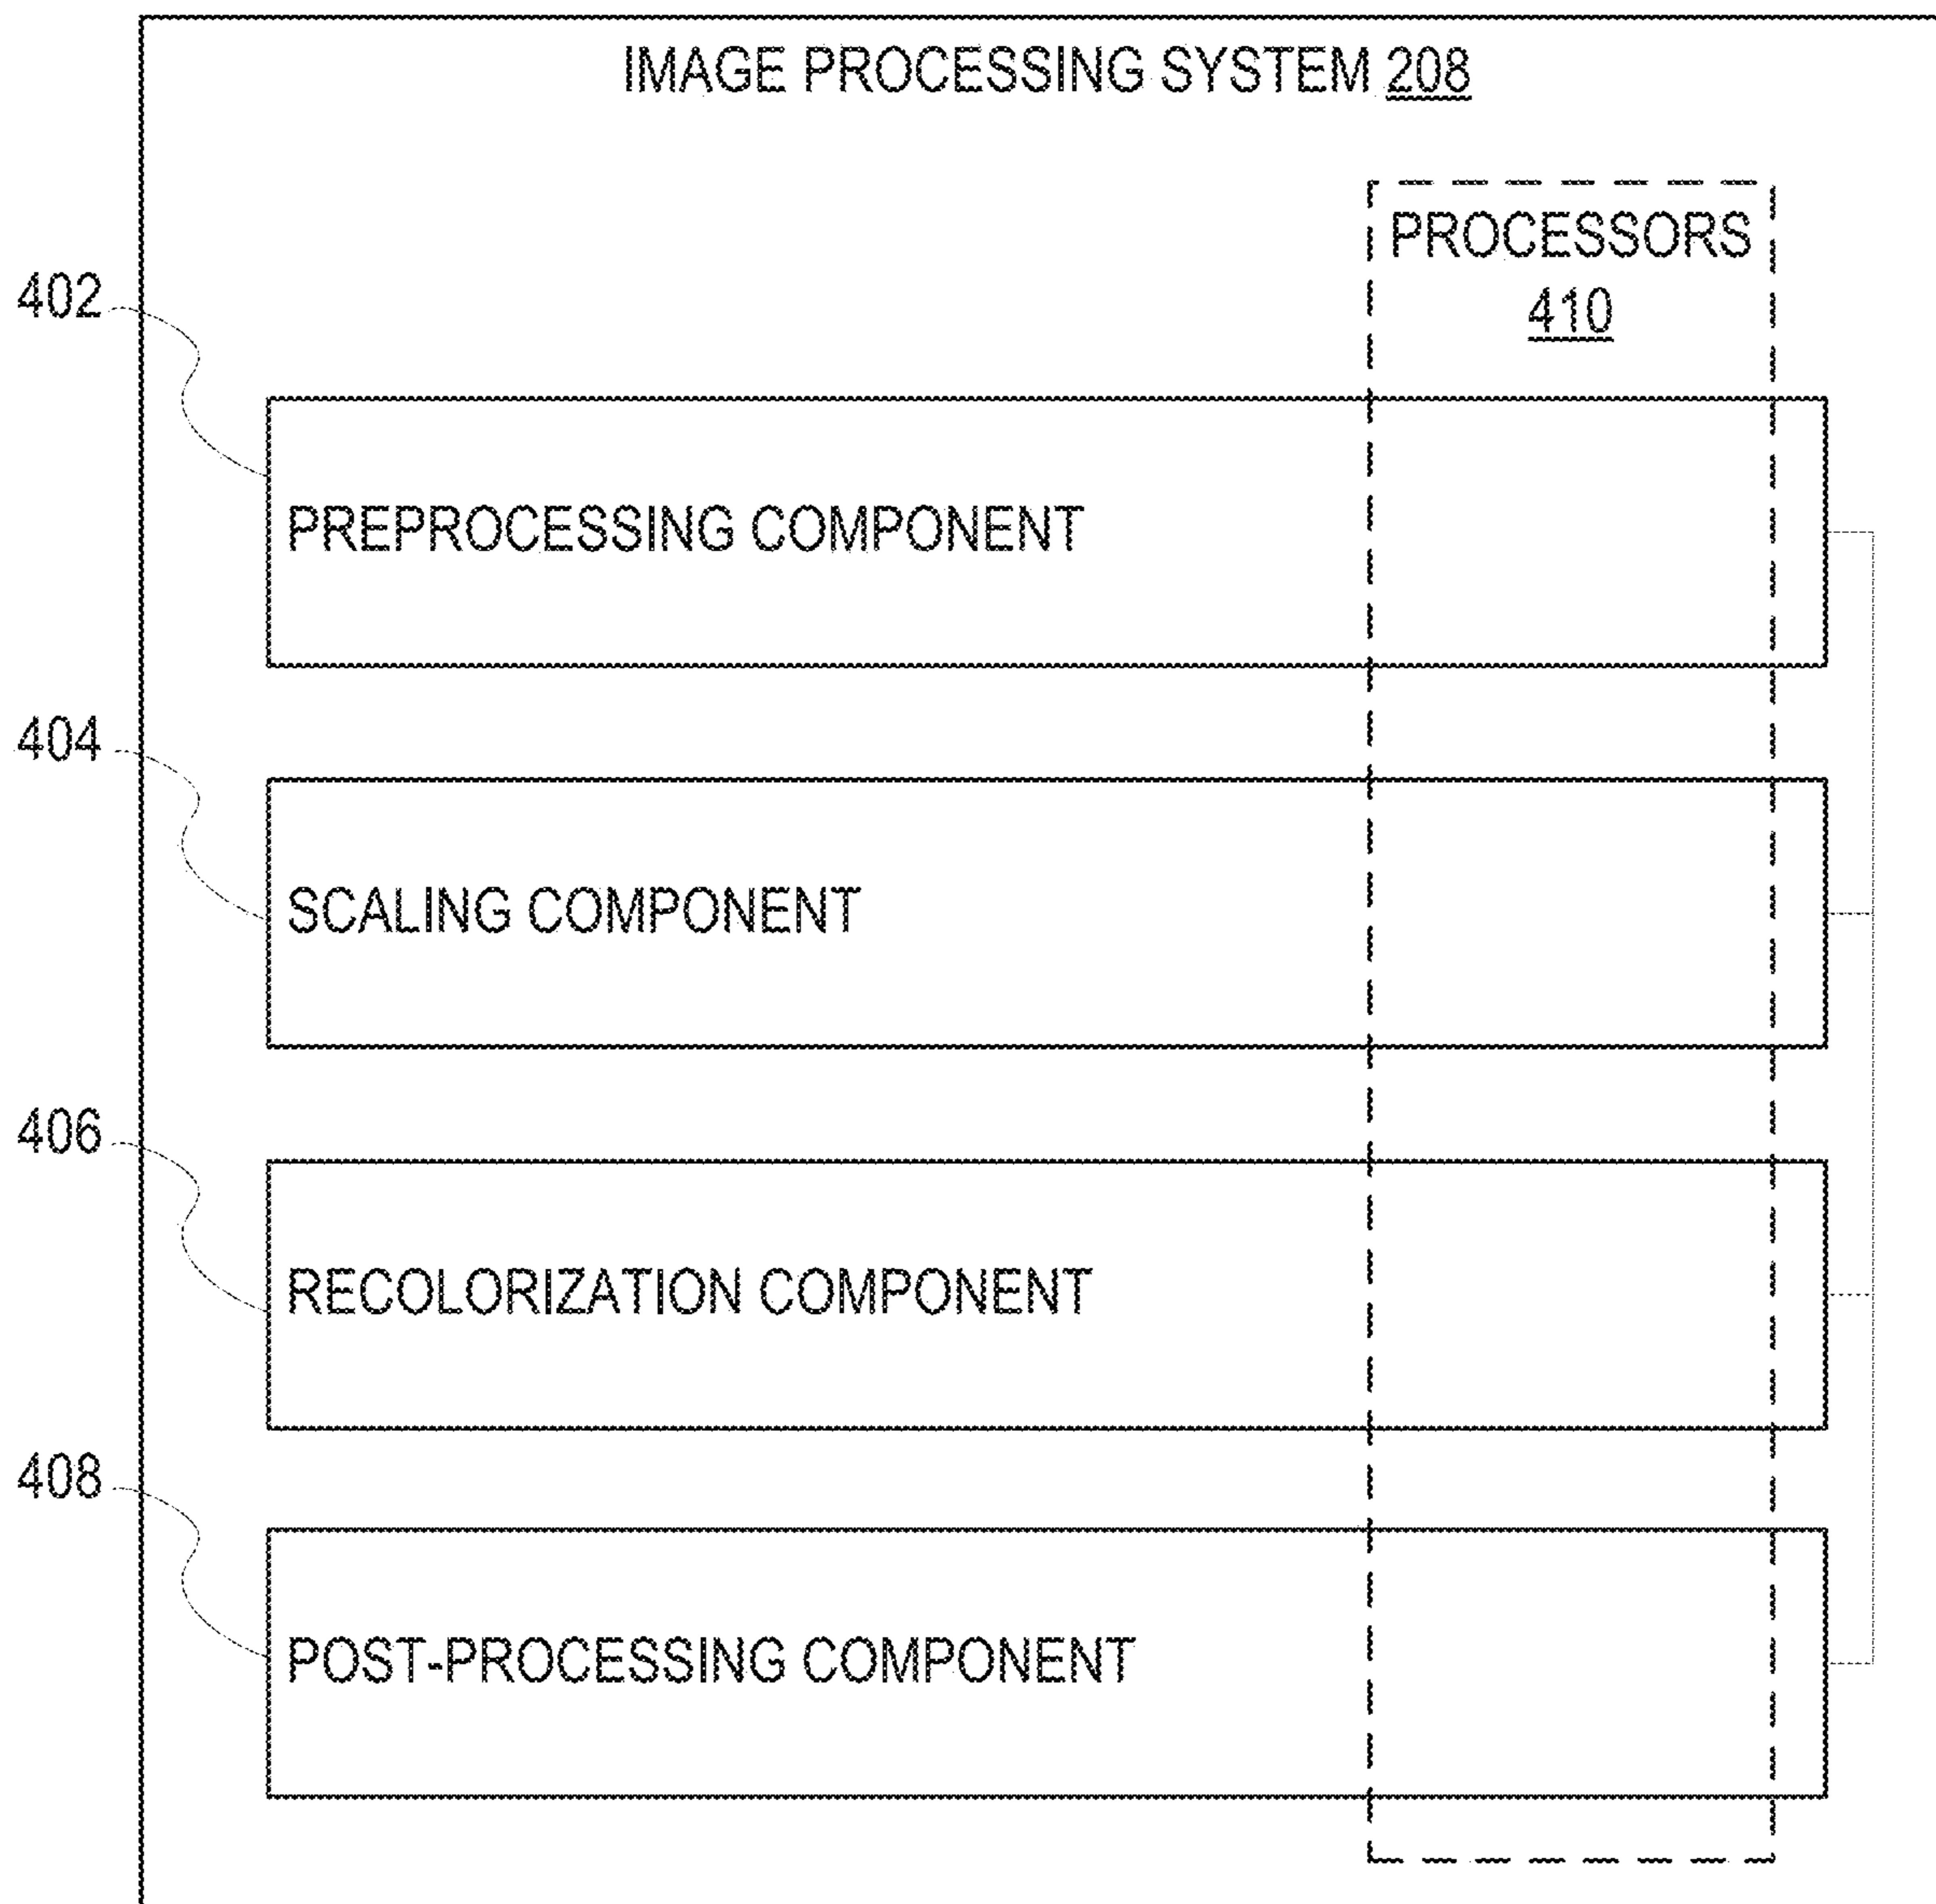 IMAGE PROCESSING SYSTEM 208
PROCESSORS
410
402
PREPROCESSING COMPONENT
404
SCALING COMPONENT
406
RECOLORIZATION COMPONENT
408
POST-PROCESSING COMPONENT